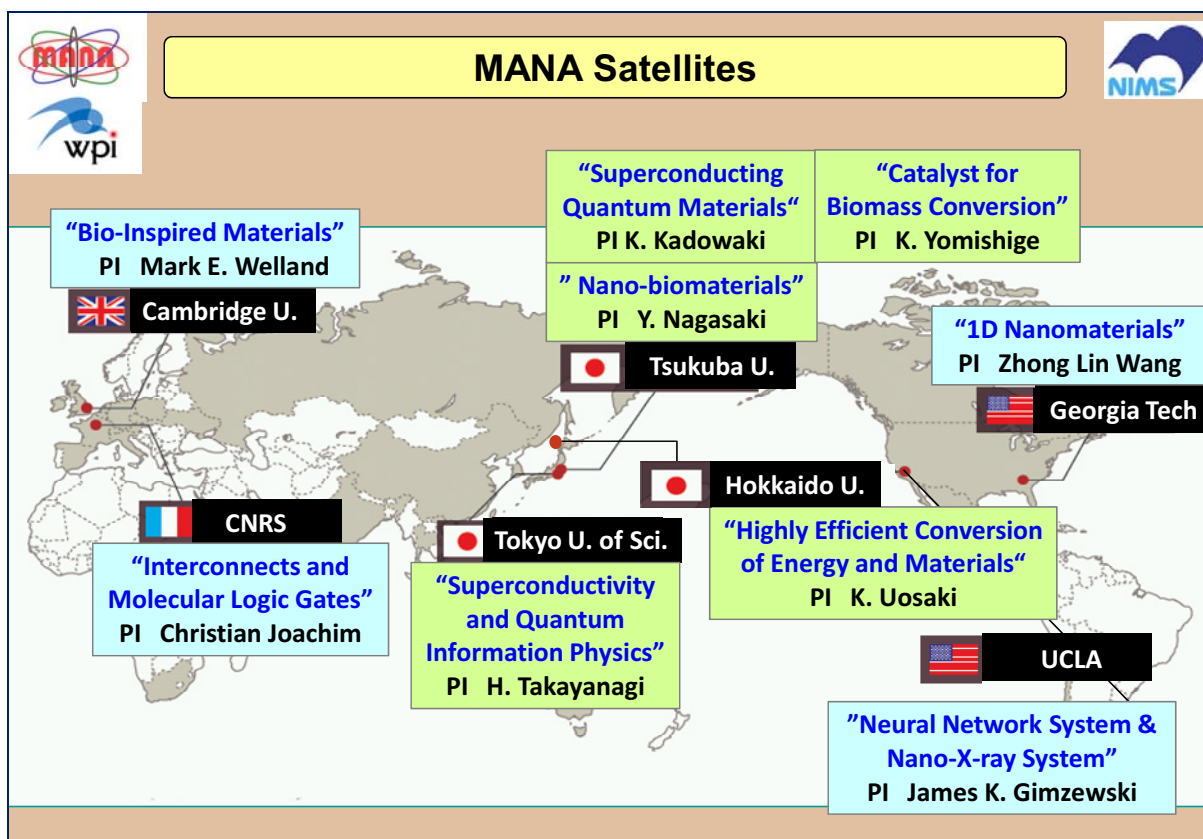 MANA
MANA Satellites
NIMS
wpi
“Superconducting
Quantum Materials“
PI K. Kadowaki
“Catalyst for
Biomass Conversion”
PI K. Yomishige
“Bio-Inspired Materials”
PI Mark E. Welland
Cambridge U.
” Nano-biomaterials”
PI Y. Nagasaki
Tsukuba U.
“1D Nanomaterials”
PI Zhong Lin Wang
Georgia Tech
Hokkaido U.
“Highly Efficient Conversion
of Energy and Materials“
PI K. Uosaki
CNRS
“Interconnects and
Molecular Logic Gates”
PI Christian Joachim
Tokyo U. of Sci.
“Superconductivity
and Quantum
Information Physics”
PI H. Takayanagi
UCLA
”Neural Network System &
Nano-X-ray System”
PI James K. Gimzewski